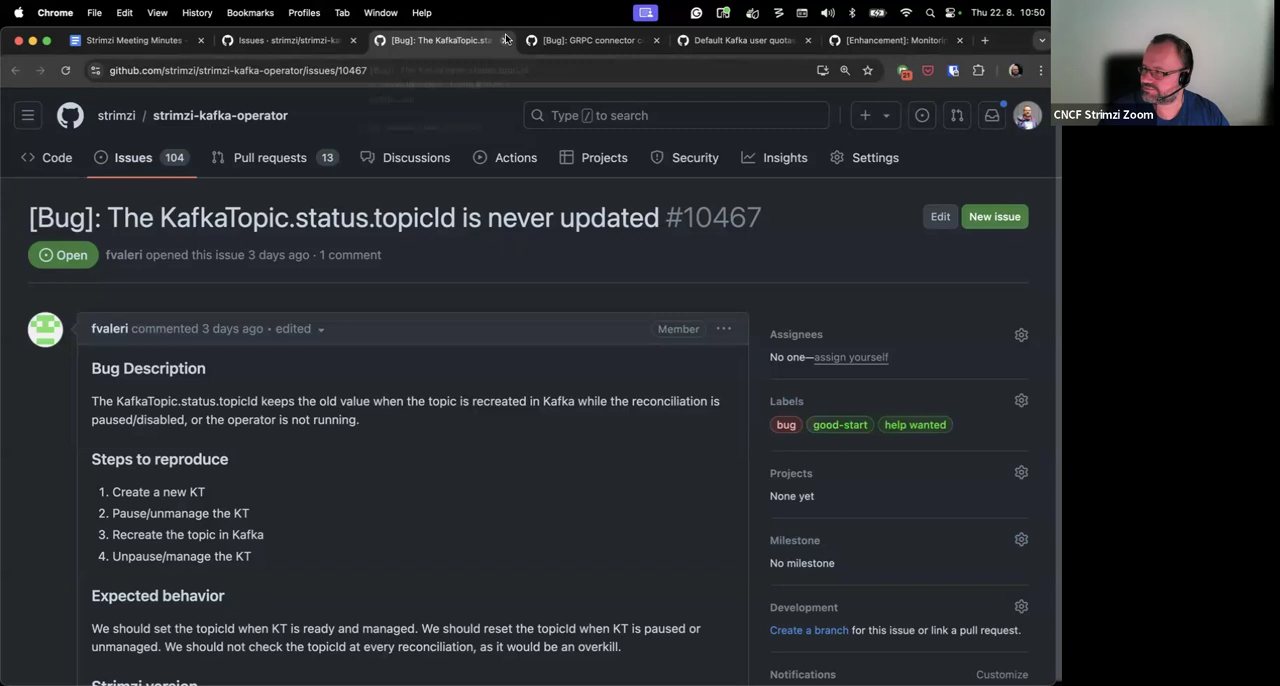 Chrome File Edit View History Bookmarks Profiles Tab Window Help Thu 22. 8. 10:50
Strimzi Meeting Minutes Issues · strimzi/strimzi-ka [Bug]: The KafkaTopic.sta [Bug]: GRPC connector c Default Kafka user quotas [Enhancement]: Monitorin
github.com/strimzi/strimzi-kafka-operator/issues/10467
21
strimzi / strimzi-kafka-operator
Type / to search
CNCF Strimzi Zoom
Code Issues 104 Pull requests 13 Discussions Actions Projects Security Insights Settings
[Bug]: The KafkaTopic.status.topicId is never updated #10467
Edit New issue
Open fvaleri opened this issue 3 days ago · 1 comment
fvaleri commented 3 days ago · edited
Member
Bug Description
The KafkaTopic.status.topicId keeps the old value when the topic is recreated in Kafka while the reconciliation is
paused/disabled, or the operator is not running.
Steps to reproduce
1. Create a new KT
2. Pause/unmanage the KT
3. Recreate the topic in Kafka
4. Unpause/manage the KT
Expected behavior
We should set the topicId when KT is ready and managed. We should reset the topicId when KT is paused or
unmanaged. We should not check the topicId at every reconciliation, as it would be an overkill.
Strimzi version
Assignees
No one—assign yourself
Labels
bug good-start help wanted
Projects
None yet
Milestone
No milestone
Development
Create a branch for this issue or link a pull request.
Notifications Customize